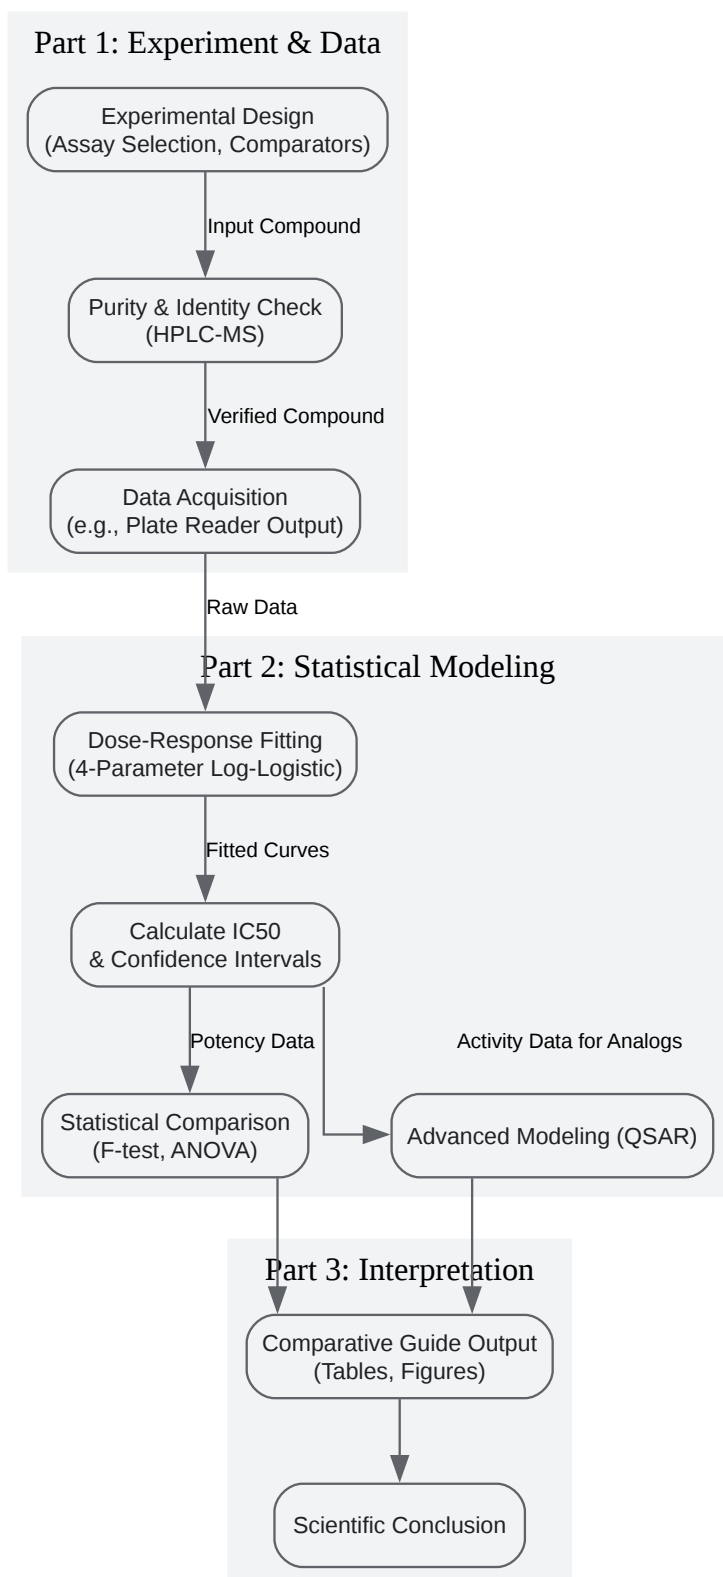 Part 1: Experiment & Data
Experimental Design
(Assay Selection, Comparators)
Input Compound
Purity & Identity Check
(HPLC-MS)
Verified Compound
Data Acquisition
(e.g., Plate Reader Output)
Raw Data
Part 2: Statistical Modeling
Dose-Response Fitting
(4-Parameter Log-Logistic)
Fitted Curves
Calculate IC50
& Confidence Intervals
Potency Data
Activity Data for Analogs
Statistical Comparison
(F-test, ANOVA)
Advanced Modeling (QSAR)
Part 3: Interpretation
Comparative Guide Output
(Tables, Figures)
Scientific Conclusion